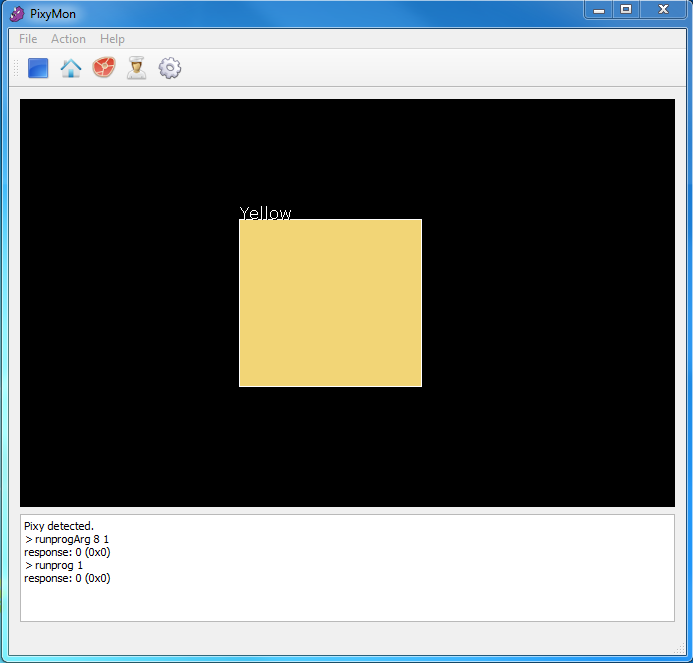 PixyMon
File Action Help
Yellow
Pixy detected.
> runprogArg 8 1
response: 0 (0x0)
> runprog 1
response: 0 (0x0)